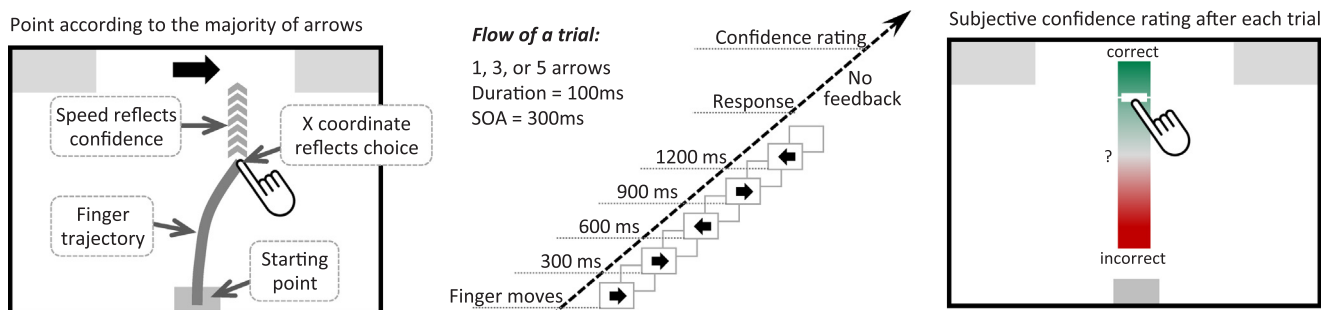 Point according to the majority of arrows
Speed reflects
confidence
X coordinate
reflects choice
Finger
trajectory
Starting
point
Flow of a trial:
1, 3, or 5 arrows
Duration = 100ms
SOA = 300ms
Confidence rating
No
feedback
Response
1200 ms
900 ms
600 ms
300 ms
Finger moves
Subjective confidence rating after each trial
correct
?
incorrect